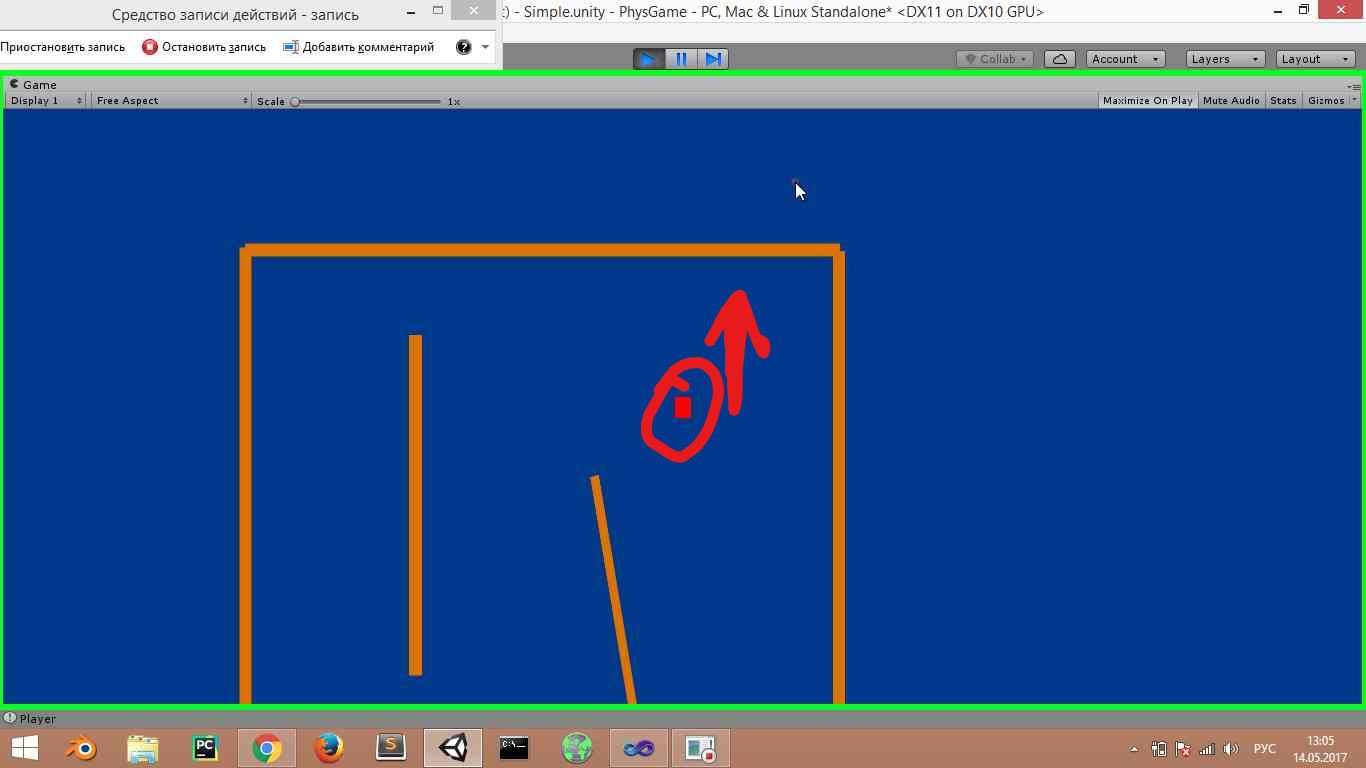 Средство записи действий - запись
) - Simple.unity - PhysGame - PC, Mac & Linux Standalone* <DX11 on DX10 GPU>
Приостановить запись Остановить запись Добавить комментарий
Collab Account Layers Layout
Game
Display 1 Free Aspect Scale 1x Maximize On Play Mute Audio Stats Gizmos
Player
PC S C:\. РУС 13:05
14.05.2017